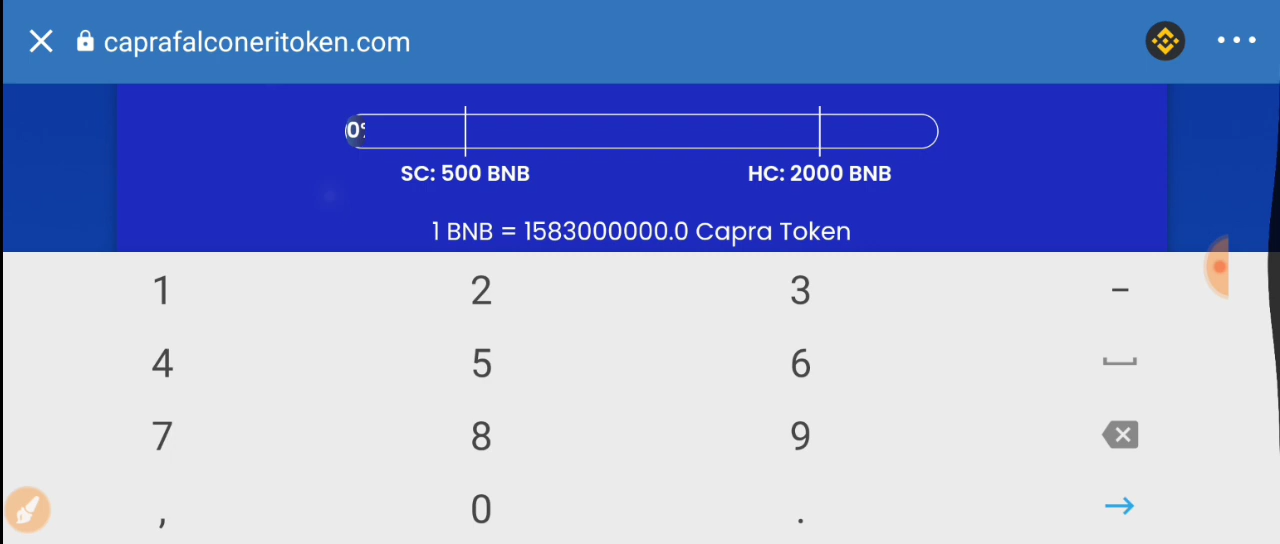 caprafalconeritoken.com
0%
SC: 500 BNB HC: 2000 BNB
1 BNB = 1583000000.0 Capra Token
1 2 3 –
4 5 6
7 8 9
, 0 .